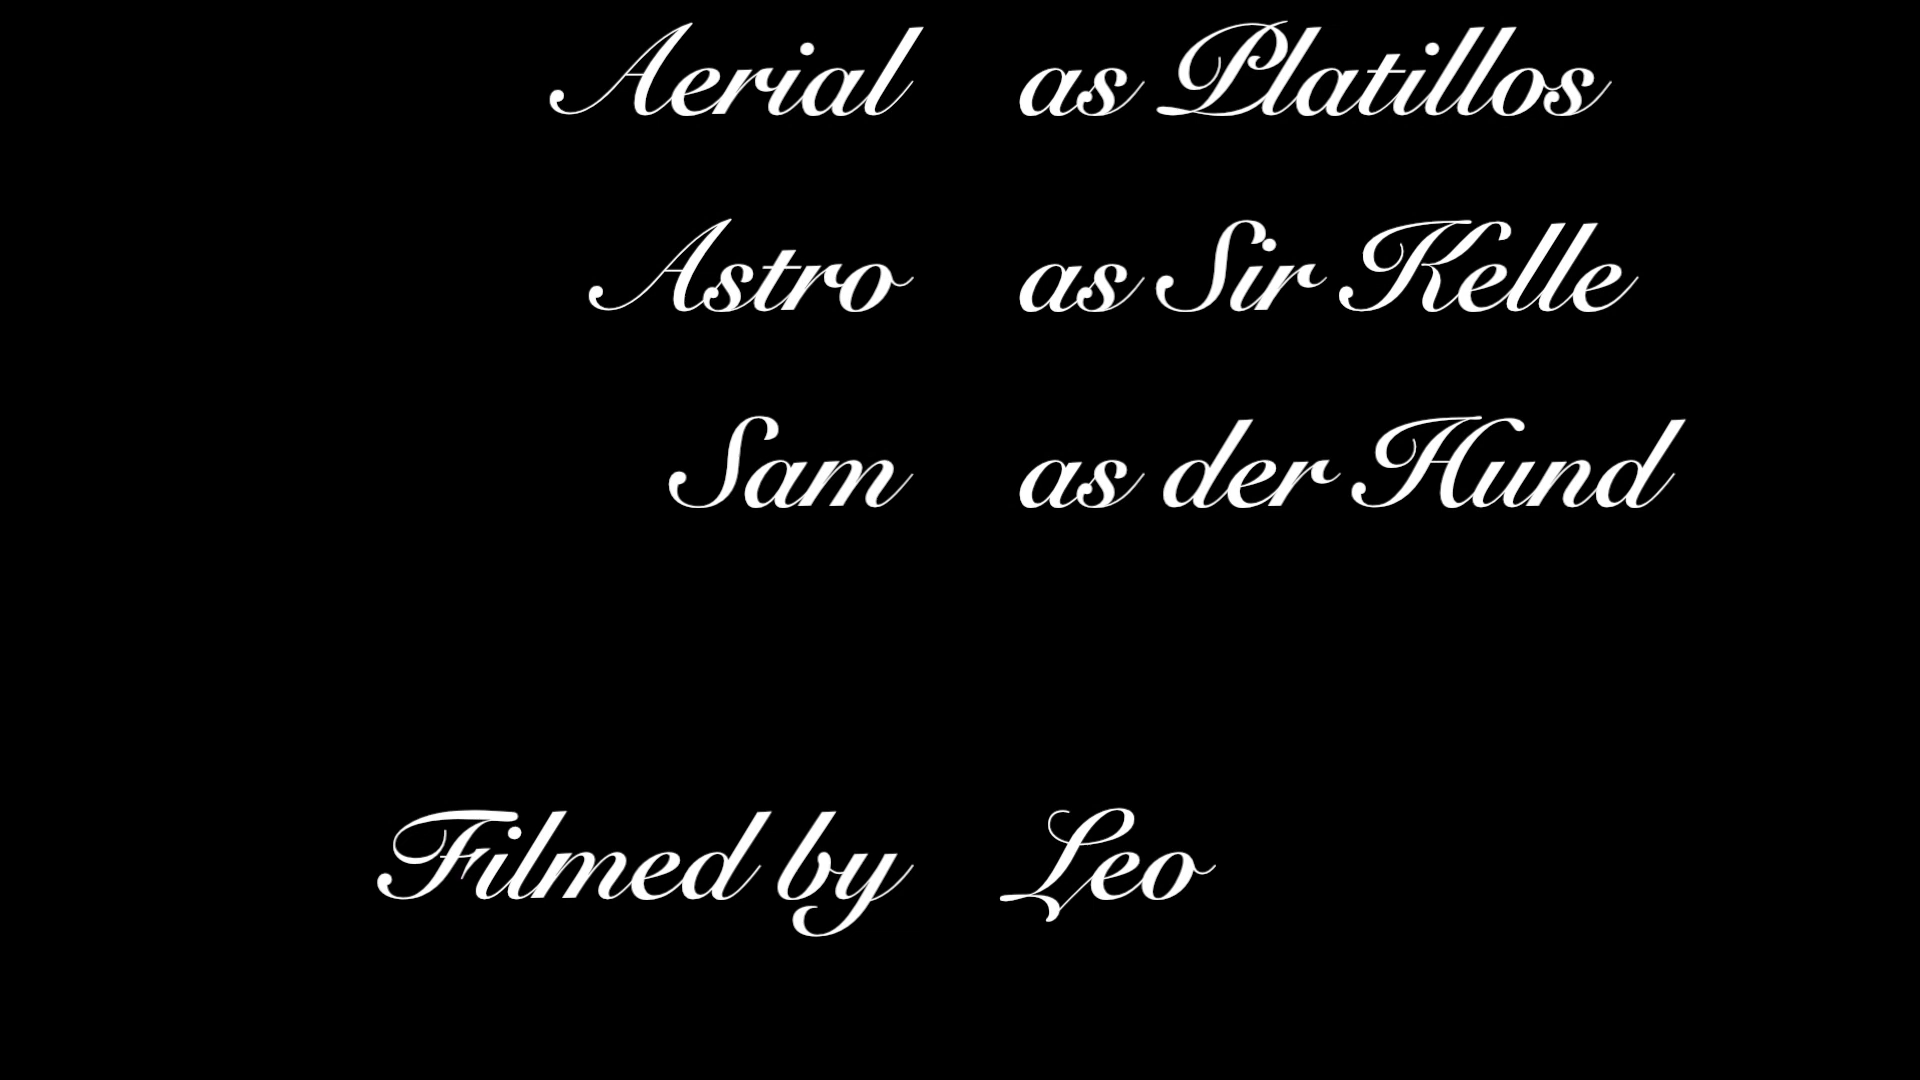 Aerial as Platillos
Astro as Sir Kelle
Sam as der Hund
Filmed by Leo